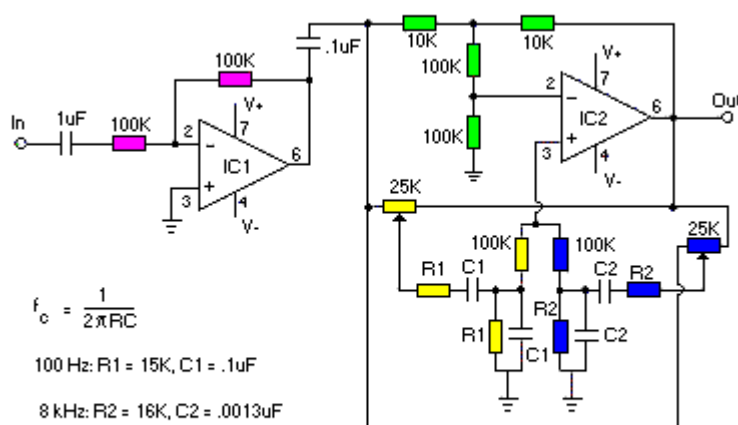 .1uF
10K
10K
100K
100K
V+
7
2
-
IC2
6
Out
+
3
4
V-
100K
In
1uF
100K
V+
7
2
-
IC1
6
+
3
4
V-
100K
25K
25K
100K
100K
R1
C1
C2
R2
R1
C1
R2
C2
f_c = 1 / 2πRC
100 Hz: R1 = 15K, C1 = .1uF
8 kHz: R2 = 16K, C2 = .0013uF